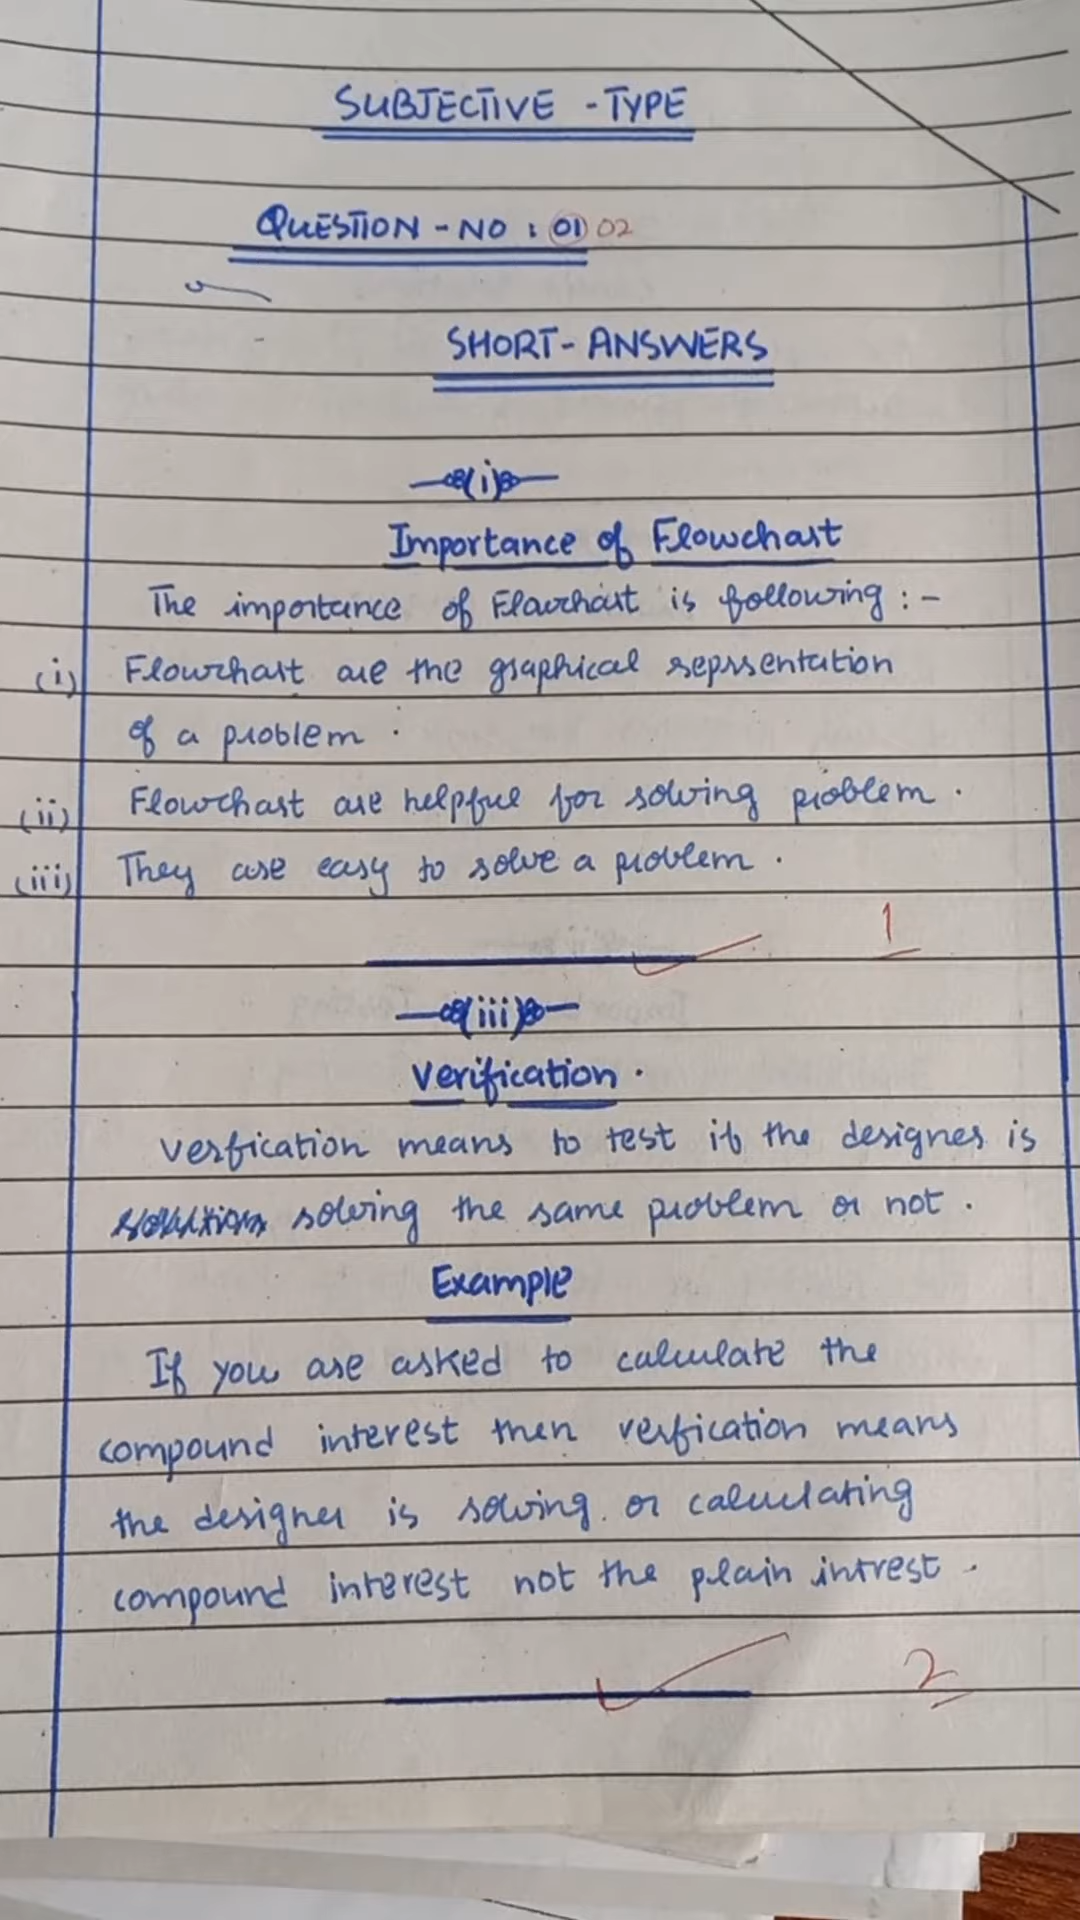 SUBJECTIVE - TYPE
QUESTION - NO : 01 02
SHORT - ANSWERS
(i)
Importance of Flowchart
The importance of Flowchart is following : -
(i) Flowchart are the graphical reprsentation
of a problem .
(ii) Flowchart are helpful for solving problem .
(iii) They are easy to solve a problem .
1
(iii)
Verification .
verfication means to test if the designer is
solving the same problem or not .
Example
If you are asked to calculate the
compound interest then verfication means
the designer is solving or calculating
compound interest not the plain intrest .
2